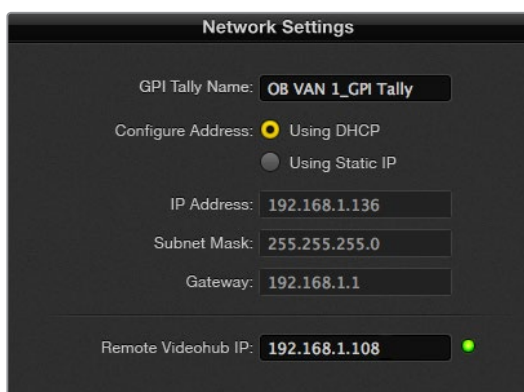 Network Settings
GPI Tally Name: OB VAN 1_GPI Tally
Configure Address: Using DHCP
Using Static IP
IP Address: 192.168.1.136
Subnet Mask: 255.255.255.0
Gateway: 192.168.1.1
Remote Videohub IP: 192.168.1.108